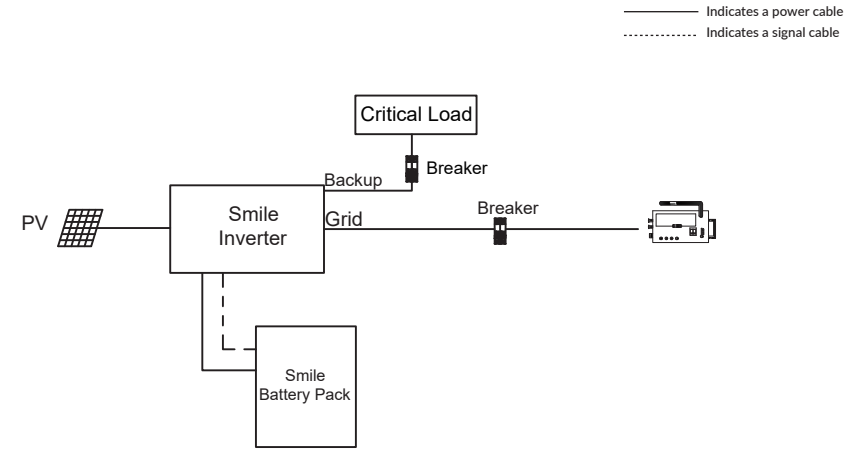 Indicates a power cable
Indicates a signal cable
Critical Load
Breaker
Backup
PV
Smile
Inverter
Grid
Breaker
Smile
Battery Pack